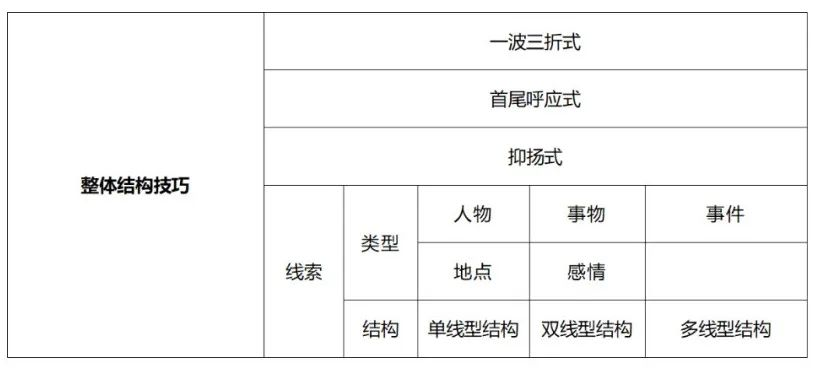 一波三折式
首尾呼应式
抑扬式
整体结构技巧
线索
类型
人物 事物 事件
地点 感情
结构 单线型结构 双线型结构 多线型结构